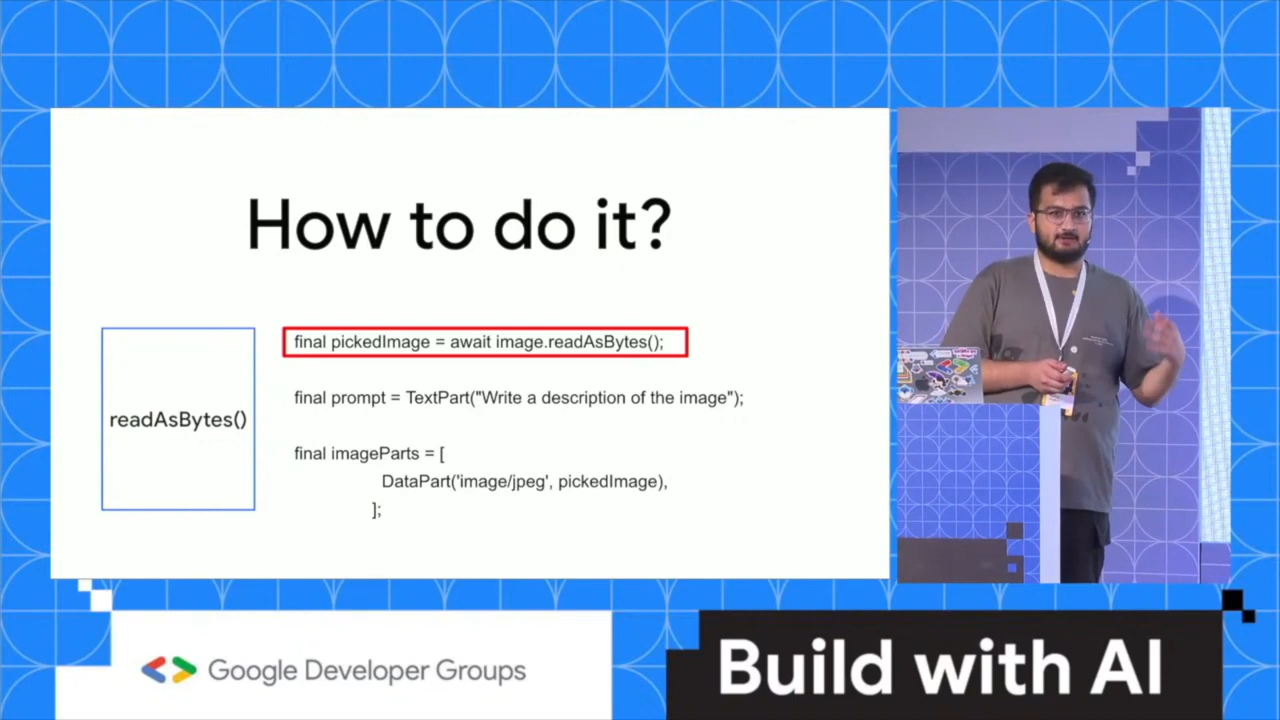 How to do it?
readAsBytes()
final pickedImage = await image.readAsBytes();
final prompt = TextPart("Write a description of the image");
final imageParts = [
DataPart('image/jpeg', pickedImage),
];
Google Developer Groups
Build with AI